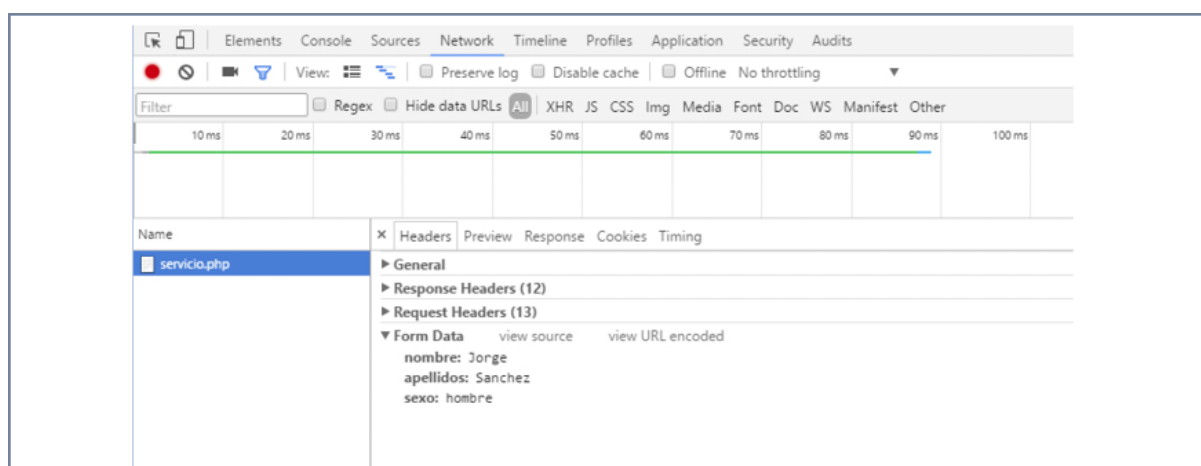 Elements Console Sources Network Timeline Profiles Application Security Audits
View: Preserve log Disable cache Offline No throttling
Filter Regex Hide data URLs All XHR JS CSS Img Media Font Doc WS Manifest Other
10 ms 20 ms 30 ms 40 ms 50 ms 60 ms 70 ms 80 ms 90 ms 100 ms
Name × Headers Preview Response Cookies Timing
servicio.php
General
Response Headers (12)
Request Headers (13)
Form Data view source view URL encoded
nombre: Jorge
apellidos: Sanchez
sexo: hombre